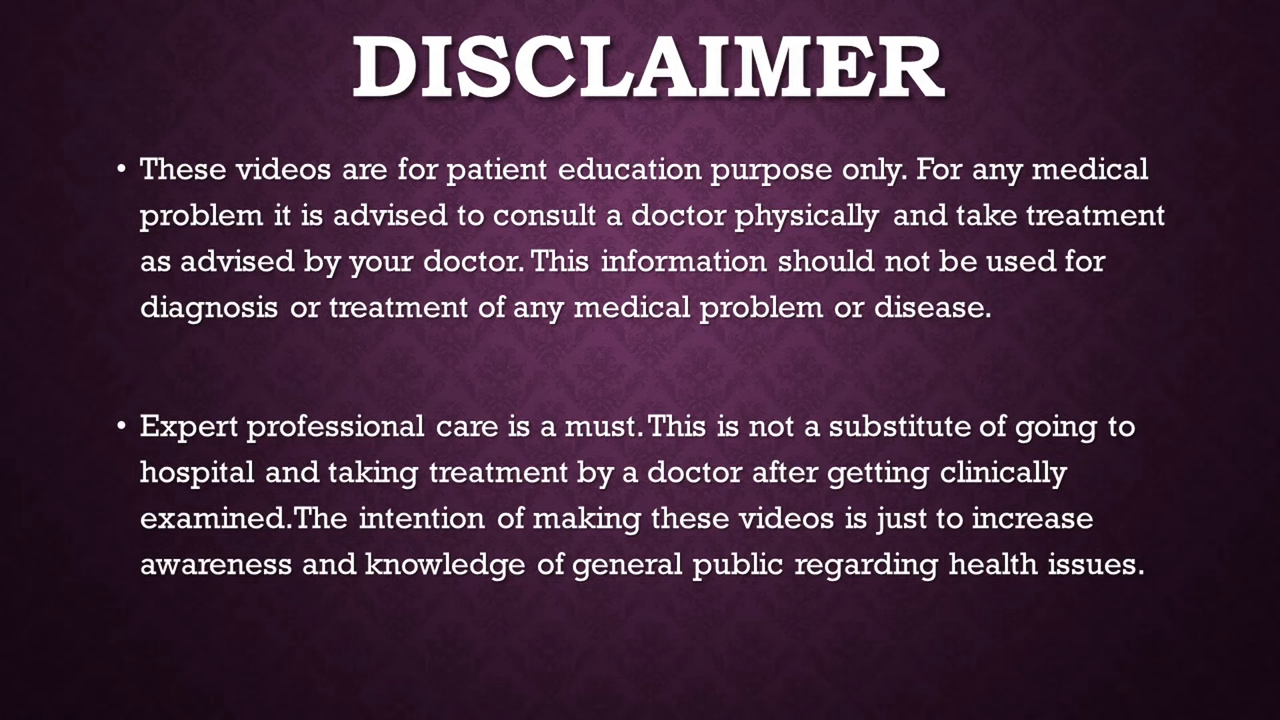 DISCLAIMER
• These videos are for patient education purpose only. For any medical
problem it is advised to consult a doctor physically and take treatment
as advised by your doctor. This information should not be used for
diagnosis or treatment of any medical problem or disease.
• Expert professional care is a must. This is not a substitute of going to
hospital and taking treatment by a doctor after getting clinically
examined.The intention of making these videos is just to increase
awareness and knowledge of general public regarding health issues.